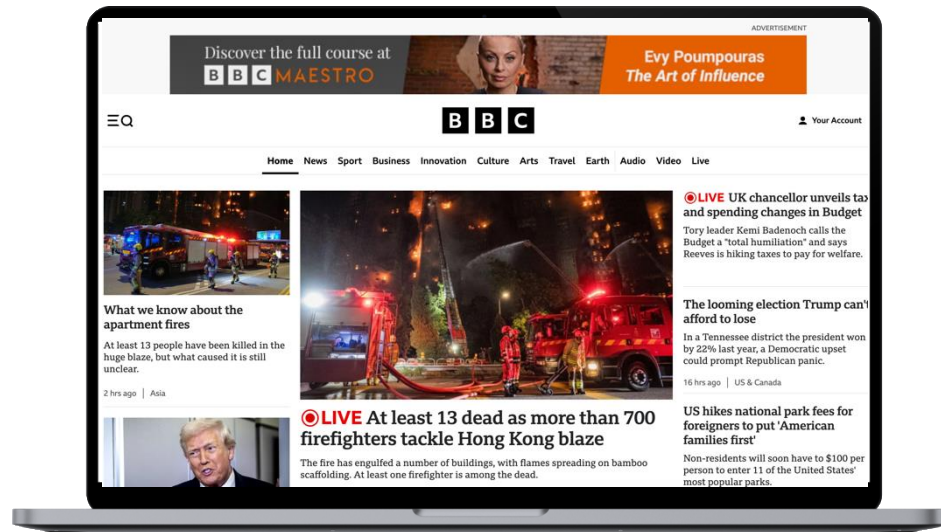 ADVERTISEMENT
Discover the full course at
BBC MAESTRO
Evy Poumpouras
The Art of Influence
BBC
Your Account
Home News Sport Business Innovation Culture Arts Travel Earth Audio Video Live
What we know about the
apartment fires
At least 13 people have been killed in the
huge blaze, but what caused it is still
unclear.
2 hrs ago | Asia
LIVE At least 13 dead as more than 700
firefighters tackle Hong Kong blaze
The fire has engulfed a number of buildings, with flames spreading on bamboo
scaffolding. At least one firefighter is among the dead.
LIVE UK chancellor unveils tax
and spending changes in Budget
Tory leader Kemi Badenoch calls the
Budget a "total humiliation" and says
Reeves is hiking taxes to pay for welfare.
The looming election Trump can't
afford to lose
In a Tennessee district the president won
by 22% last year, a Democratic upset
could prompt Republican panic.
16 hrs ago | US & Canada
US hikes national park fees for
foreigners to put 'American
families first'
Non-residents will soon have to $100 per
person to enter 11 of the United States'
most popular parks.